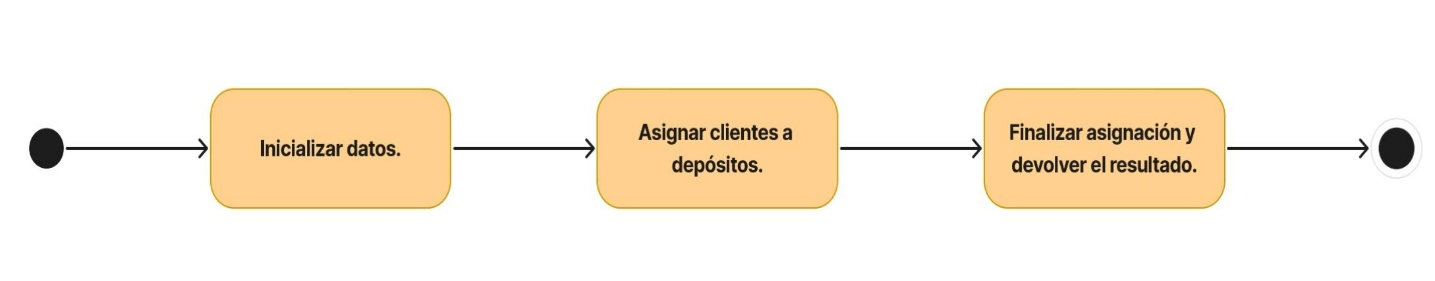 Inicializar datos.
Asignar clientes a
depósitos.
Finalizar asignación y
devolver el resultado.